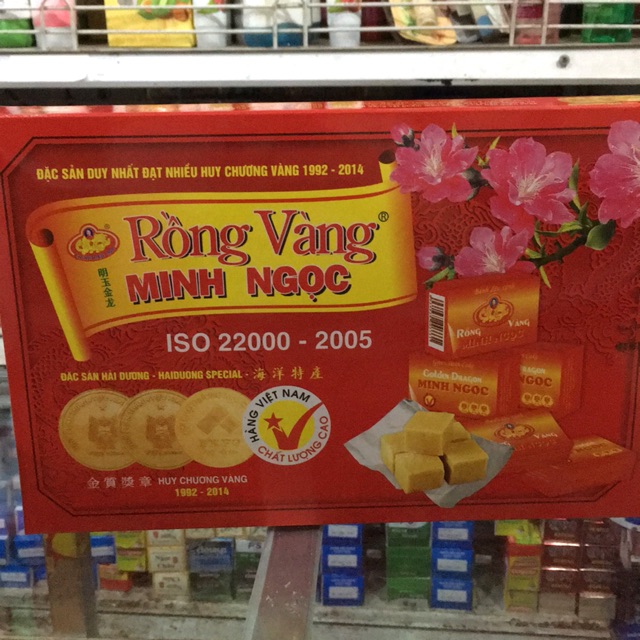 ĐẶC SẢN DUY NHẤT ĐẠT NHIỀU HUY CHƯƠNG VÀNG 1992 - 2014
Rồng Vàng®
MINH NGỌC
明玉金龙
ISO 22000 - 2005
ĐẶC SẢN HẢI DƯƠNG - HAIDUONG SPECIAL - 海洋特產
HÀNG VIỆT NAM
CHẤT LƯỢNG CAO
金質獎章 HUY CHƯƠNG VÀNG
1992 - 2014
RỒNG VÀNG
MINH NGỌC
Golden Dragon
MINH NGỌC
DRAGON
NGỌC